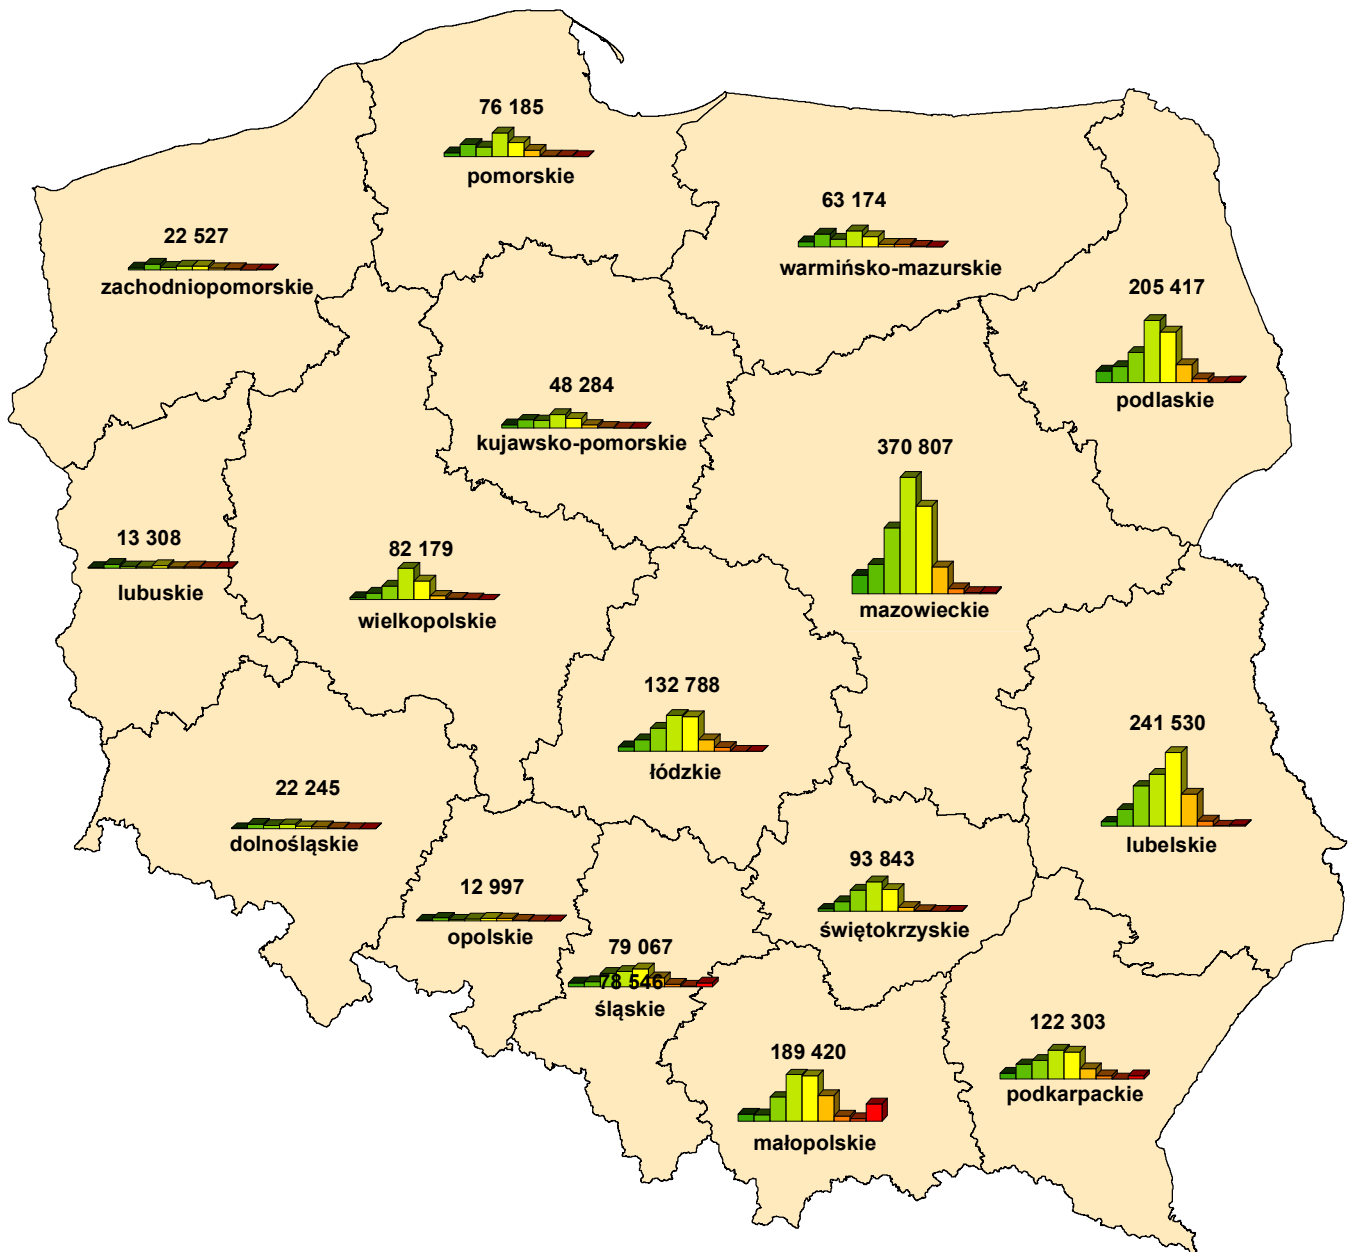 76 185
pomorskie
63 174
warmińsko-mazurskie
22 527
zachodniopomorskie
205 417
podlaskie
48 284
kujawsko-pomorskie
370 807
mazowieckie
13 308
lubuskie
82 179
wielkopolskie
132 788
łódzkie
241 530
lubelskie
22 245
dolnośląskie
93 843
świętokrzyskie
12 997
opolskie
79 067
78 546
śląskie
122 303
podkarpackie
189 420
małopolskie